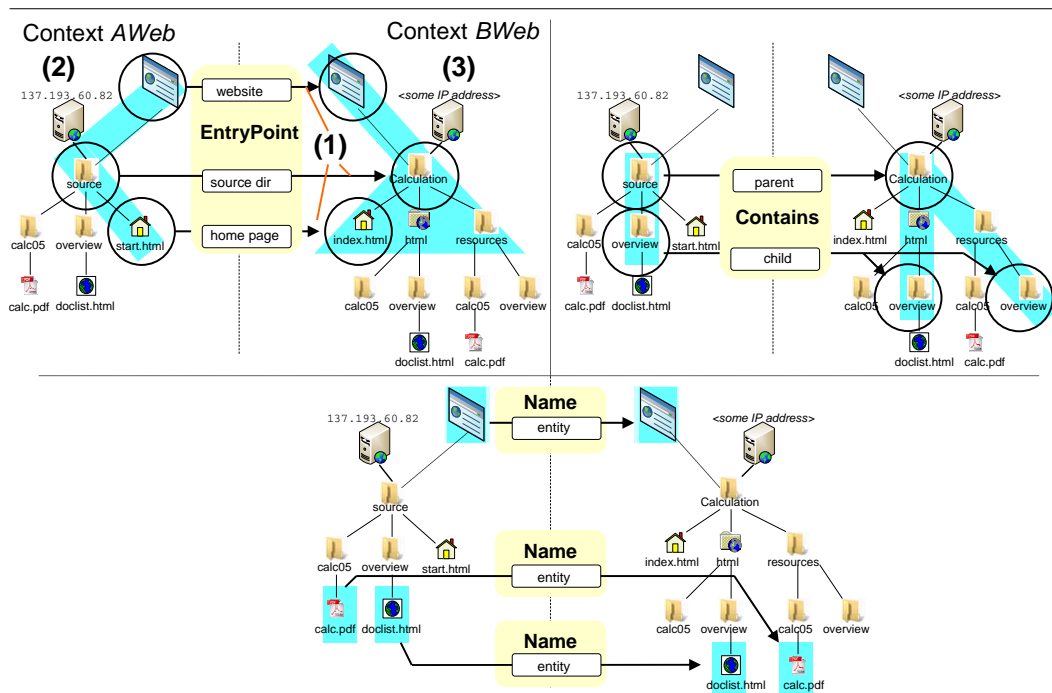 Context AWeb
Context BWeb
(2)
(3)
137.193.60.82
website
<some IP address>
EntryPoint
(1)
source
source dir
Calculation
home page
calc05
overview
start.html
index.html
html
resources
calc.pdf
doclist.html
calc05
overview
overview
doclist.html
calc.pdf
137.193.60.82
<some IP address>
source
parent
Calculation
Contains
calc05
overview
start.html
child
index.html
html
resources
calc.pdf
doclist.html
calc05
overview
calc05
overview
doclist.html
calc.pdf
137.193.60.82
Name
entity
<some IP address>
source
Calculation
calc05
overview
start.html
Name
entity
index.html
html
resources
calc.pdf
doclist.html
calc05
overview
calc05
overview
Name
entity
doclist.html
calc.pdf